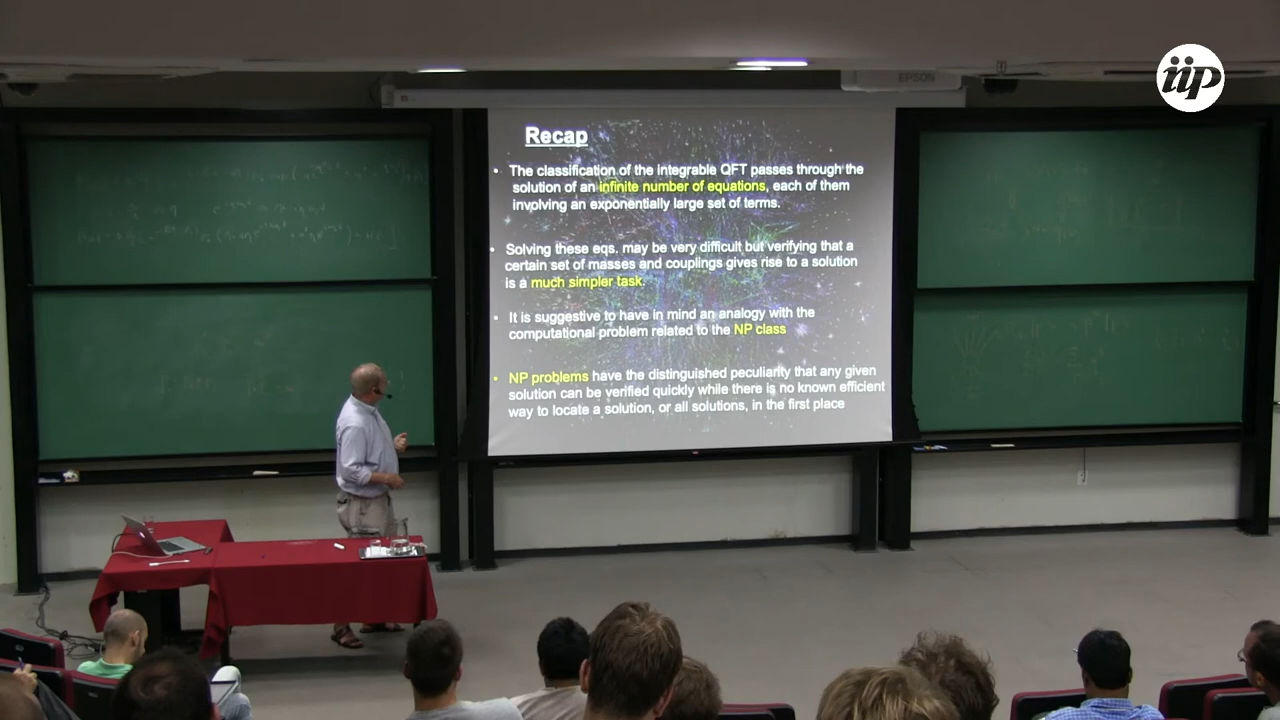 iip
EPSON
Recap
• The classification of the integrable QFT passes through the
solution of an infinite number of equations, each of them
involving an exponentially large set of terms.
• Solving these eqs. may be very difficult but verifying that a
certain set of masses and couplings gives rise to a solution
is a much simpler task.
• It is suggestive to have in mind an analogy with the
computational problem related to the NP class
• NP problems have the distinguished peculiarity that any given
solution can be verified quickly while there is no known efficient
way to locate a solution, or all solutions, in the first place